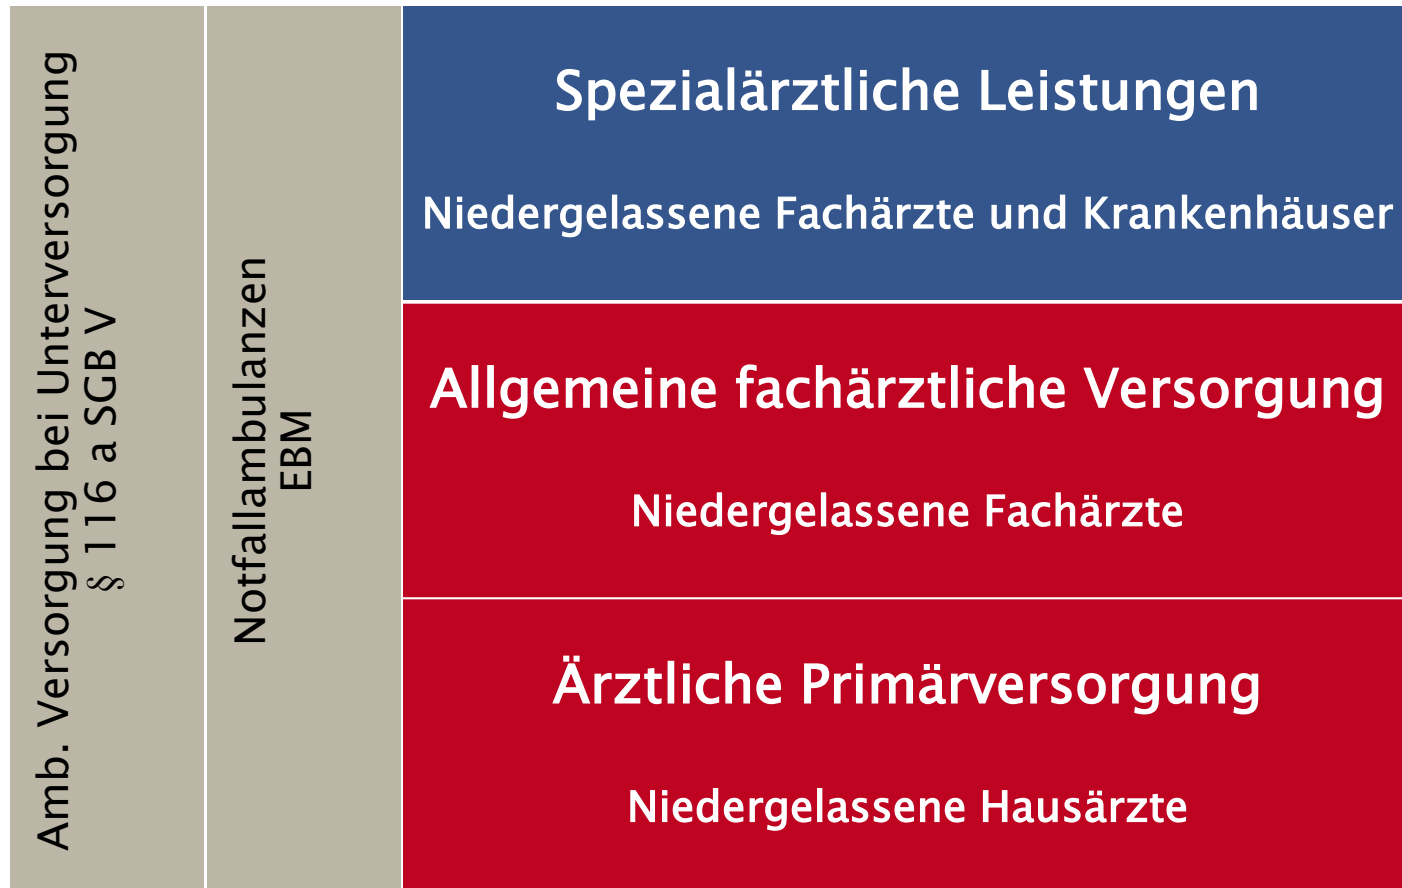 Amb. Versorgung bei Unterversorgung
§ 116 a SGB V
Notfallambulanzen
EBM
Spezialärztliche Leistungen
Niedergelassene Fachärzte und Krankenhäuser
Allgemeine fachärztliche Versorgung
Niedergelassene Fachärzte
Ärztliche Primärversorgung
Niedergelassene Hausärzte